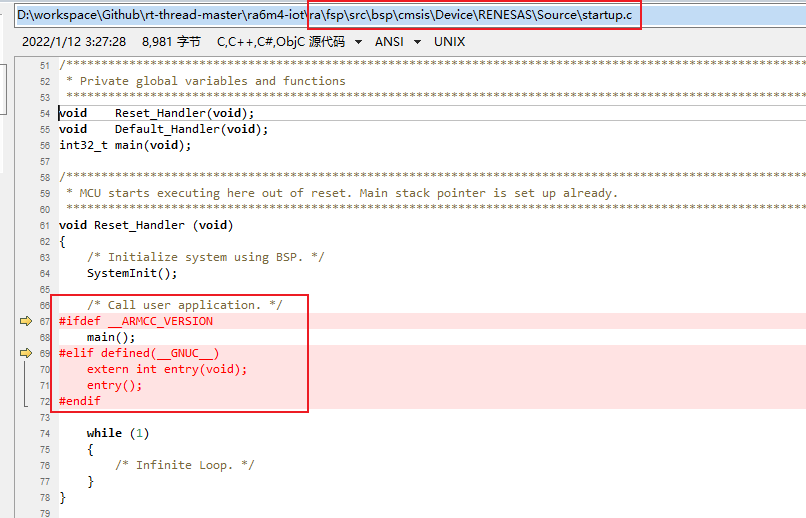 D:\workspace\Github\rt-thread-master\ra6m4-iot\ra\fsp\src\bsp\cmsis\Device\RENESAS\Source\startup.c
2022/1/12 3:27:28 8,981 字节 C,C++,C#,ObjC 源代码 ANSI UNIX
51 /***********************************************************************************************************
52 * Private global variables and functions
53 ***********************************************************************************************************
54 void Reset_Handler(void);
55 void Default_Handler(void);
56 int32_t main(void);
57
58 /***********************************************************************************************************
59 * MCU starts executing here out of reset. Main stack pointer is set up already.
60 ***********************************************************************************************************
61 void Reset_Handler (void)
62 {
63 /* Initialize system using BSP. */
64 SystemInit();
65
66 /* Call user application. */
67 #ifdef __ARMCC_VERSION
68 main();
69 #elif defined(__GNUC__)
70 extern int entry(void);
71 entry();
72 #endif
73
74 while (1)
75 {
76 /* Infinite Loop. */
77 }
78 }
79